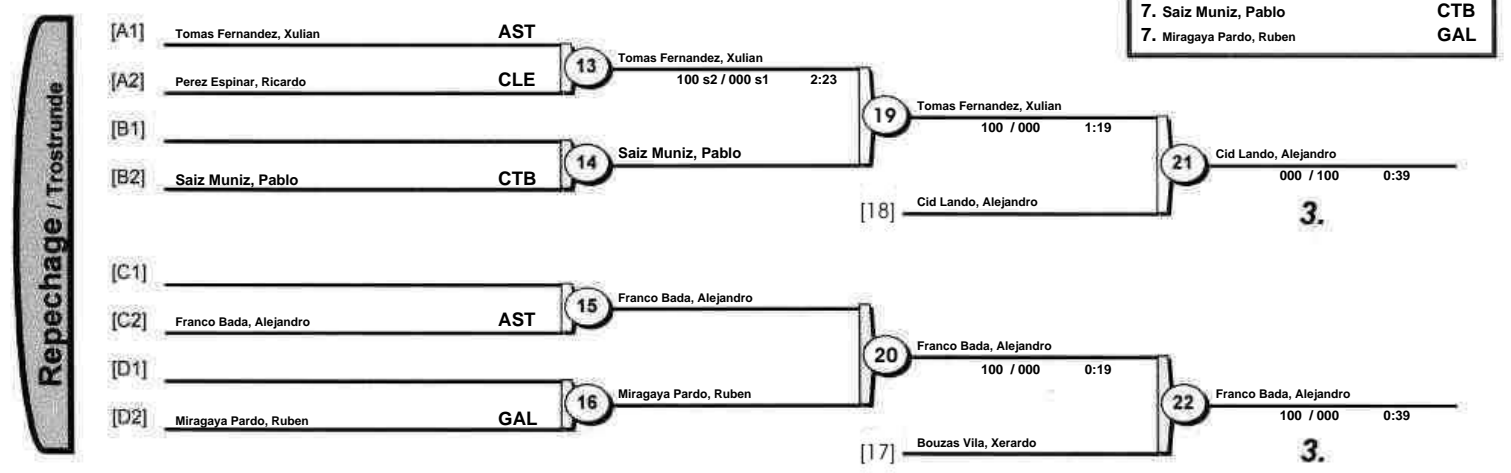 7. Saiz Muniz, Pablo CTB
7. Miragaya Pardo, Ruben GAL
Repechage / Trostrunde
[A1] Tomas Fernandez, Xulian AST
13 Tomas Fernandez, Xulian
100 s2 / 000 s1 2:23
[A2] Perez Espinar, Ricardo CLE
19 Tomas Fernandez, Xulian
100 / 000 1:19
[B1]
14 Saiz Muniz, Pablo
[B2] Saiz Muniz, Pablo CTB
21 Cid Lando, Alejandro
000 / 100 0:39
[18] Cid Lando, Alejandro
3.
[C1]
15 Franco Bada, Alejandro
[C2] Franco Bada, Alejandro AST
20 Franco Bada, Alejandro
100 / 000 0:19
[D1]
16 Miragaya Pardo, Ruben
[D2] Miragaya Pardo, Ruben GAL
22 Franco Bada, Alejandro
100 / 000 0:39
[17] Bouzas Vila, Xerardo
3.